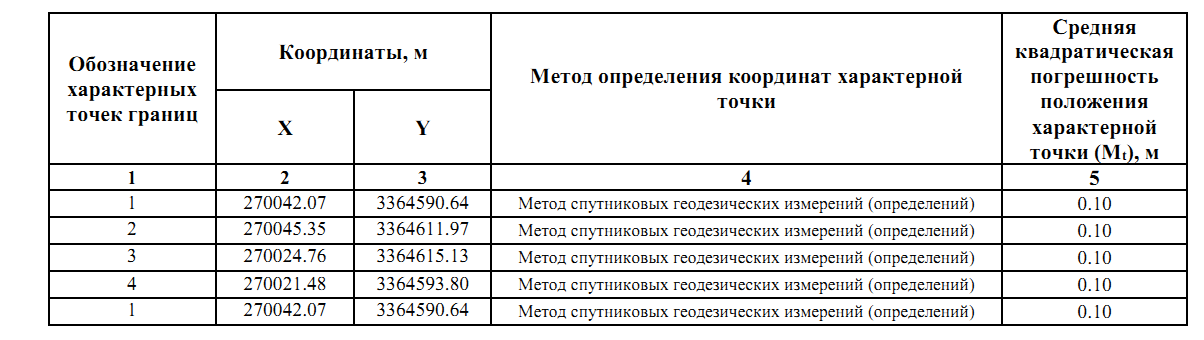 Обозначение
характерных
точек границ
Координаты, м
X
Y
Метод определения координат характерной
точки
Средняя
квадратическая
погрешность
положения
характерной
точки (Mt), м
1 2 3 4 5
1 270042.07 3364590.64 Метод спутниковых геодезических измерений (определений) 0.10
2 270045.35 3364611.97 Метод спутниковых геодезических измерений (определений) 0.10
3 270024.76 3364615.13 Метод спутниковых геодезических измерений (определений) 0.10
4 270021.48 3364593.80 Метод спутниковых геодезических измерений (определений) 0.10
1 270042.07 3364590.64 Метод спутниковых геодезических измерений (определений) 0.10